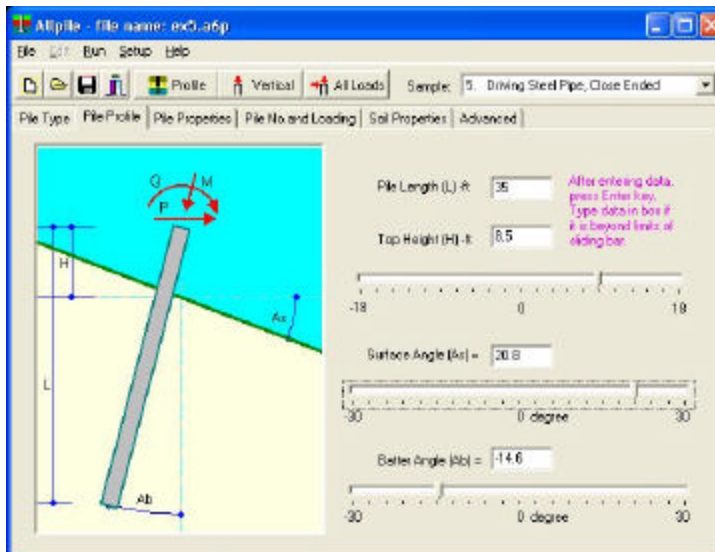 Allpile - file name: ex5.a6p
File Edit Run Setup Help
Profile Vertical All Loads Sample: 5. Driving Steel Pipe, Close Ended
Pile Type Pile Profile Pile Properties Pile No. and Loading Soil Properties Advanced
Q M
P
H
As
L
Ab
Pile Length (L) -ft 35
After entering data,
press Enter key.
Type data in box if
it is beyond limits of
sliding bar.
Top Height (H) -ft 8.5
-18 0 18
Surface Angle (As) = 20.8
-30 0 degree 30
Batter Angle (Ab) = -14.6
-30 0 degree 30